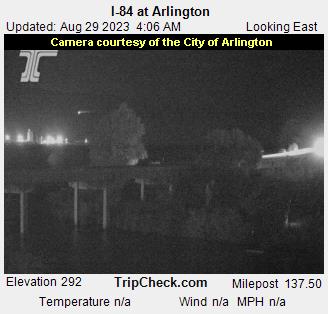 I-84 at Arlington
Updated: Aug 29 2023 4:06 AM Looking East
Camera courtesy of the City of Arlington
Elevation 292 TripCheck.com Milepost 137.50
Temperature n/a Wind n/a MPH n/a